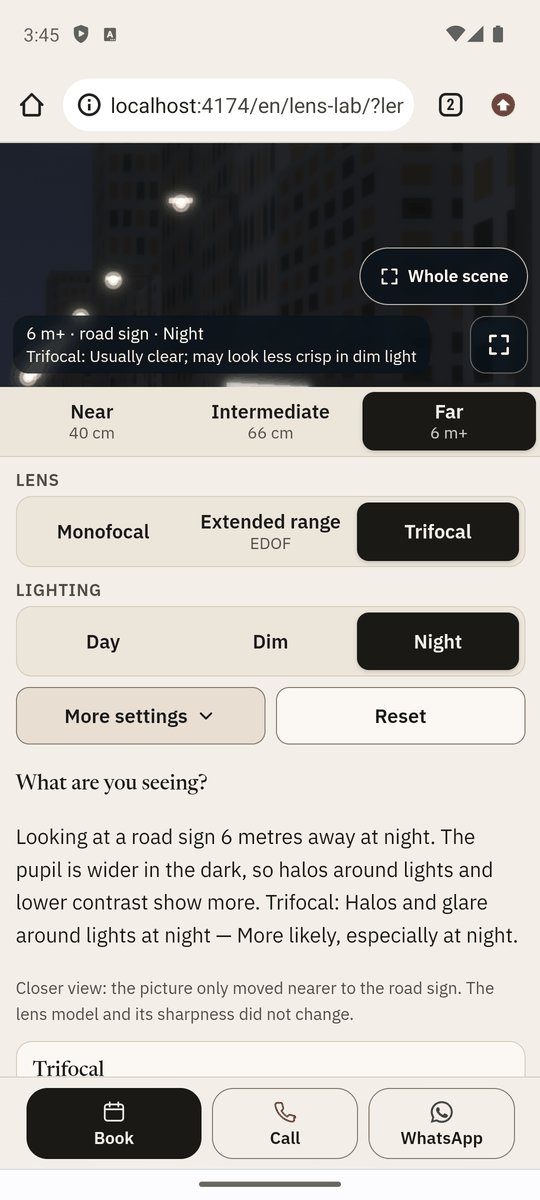 3:45
localhost:4174/en/lens-lab/?ler
2
Whole scene
6 m+ · road sign · Night
Trifocal: Usually clear; may look less crisp in dim light
Near
40 cm
Intermediate
66 cm
Far
6 m+
LENS
Monofocal
Extended range
EDOF
Trifocal
LIGHTING
Day
Dim
Night
More settings
Reset
What are you seeing?
Looking at a road sign 6 metres away at night. The
pupil is wider in the dark, so halos around lights and
lower contrast show more. Trifocal: Halos and glare
around lights at night — More likely, especially at night.
Closer view: the picture only moved nearer to the road sign. The
lens model and its sharpness did not change.
Trifocal
Book
Call
WhatsApp